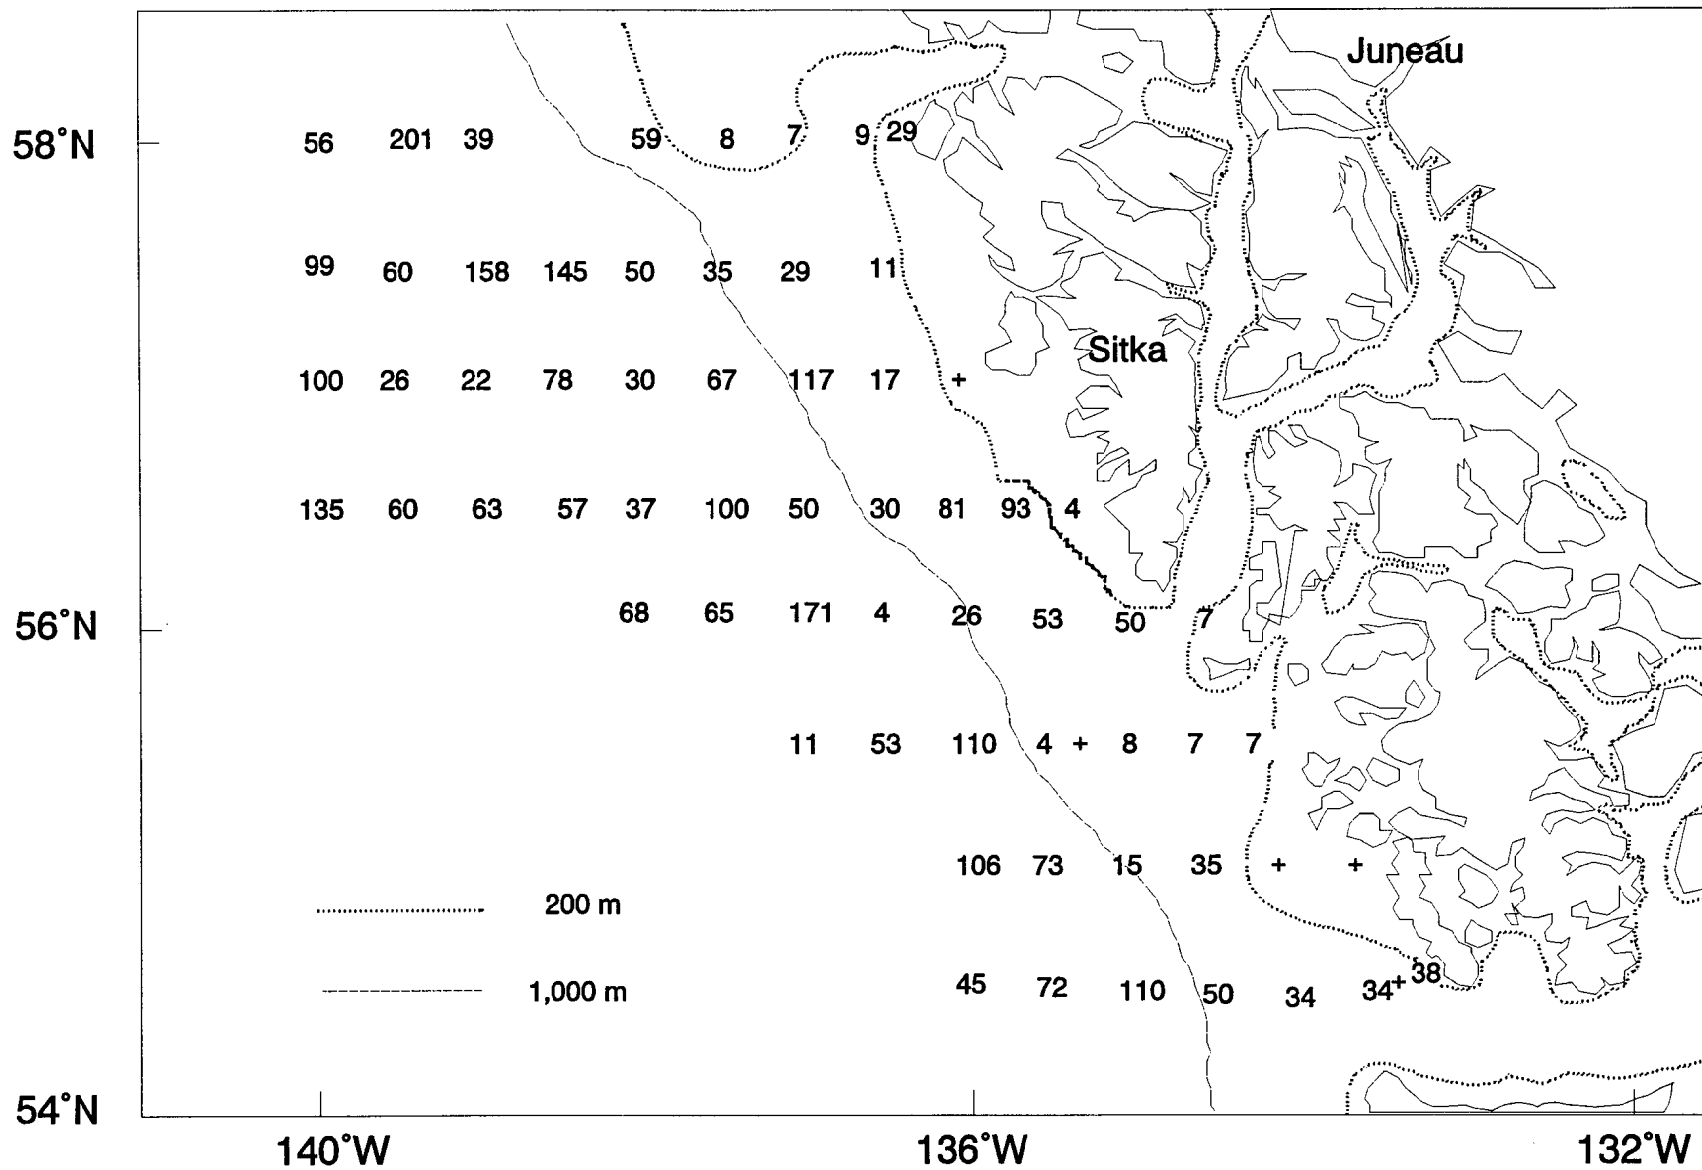 Juneau
58°N 56 201 39 59 8 7 9 29
99 60 158 145 50 35 29 11
Sitka
100 26 22 78 30 67 117 17 +
135 60 63 57 37 100 50 30 81 93 4
56°N 68 65 171 4 26 53 50 7
11 53 110 4 + 8 7 7
106 73 15 35 + +
200 m
45 72 110 50 34 34 + 38
1,000 m
54°N
140°W 136°W 132°W